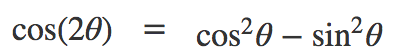 cos(2θ) = cos²θ – sin²θ